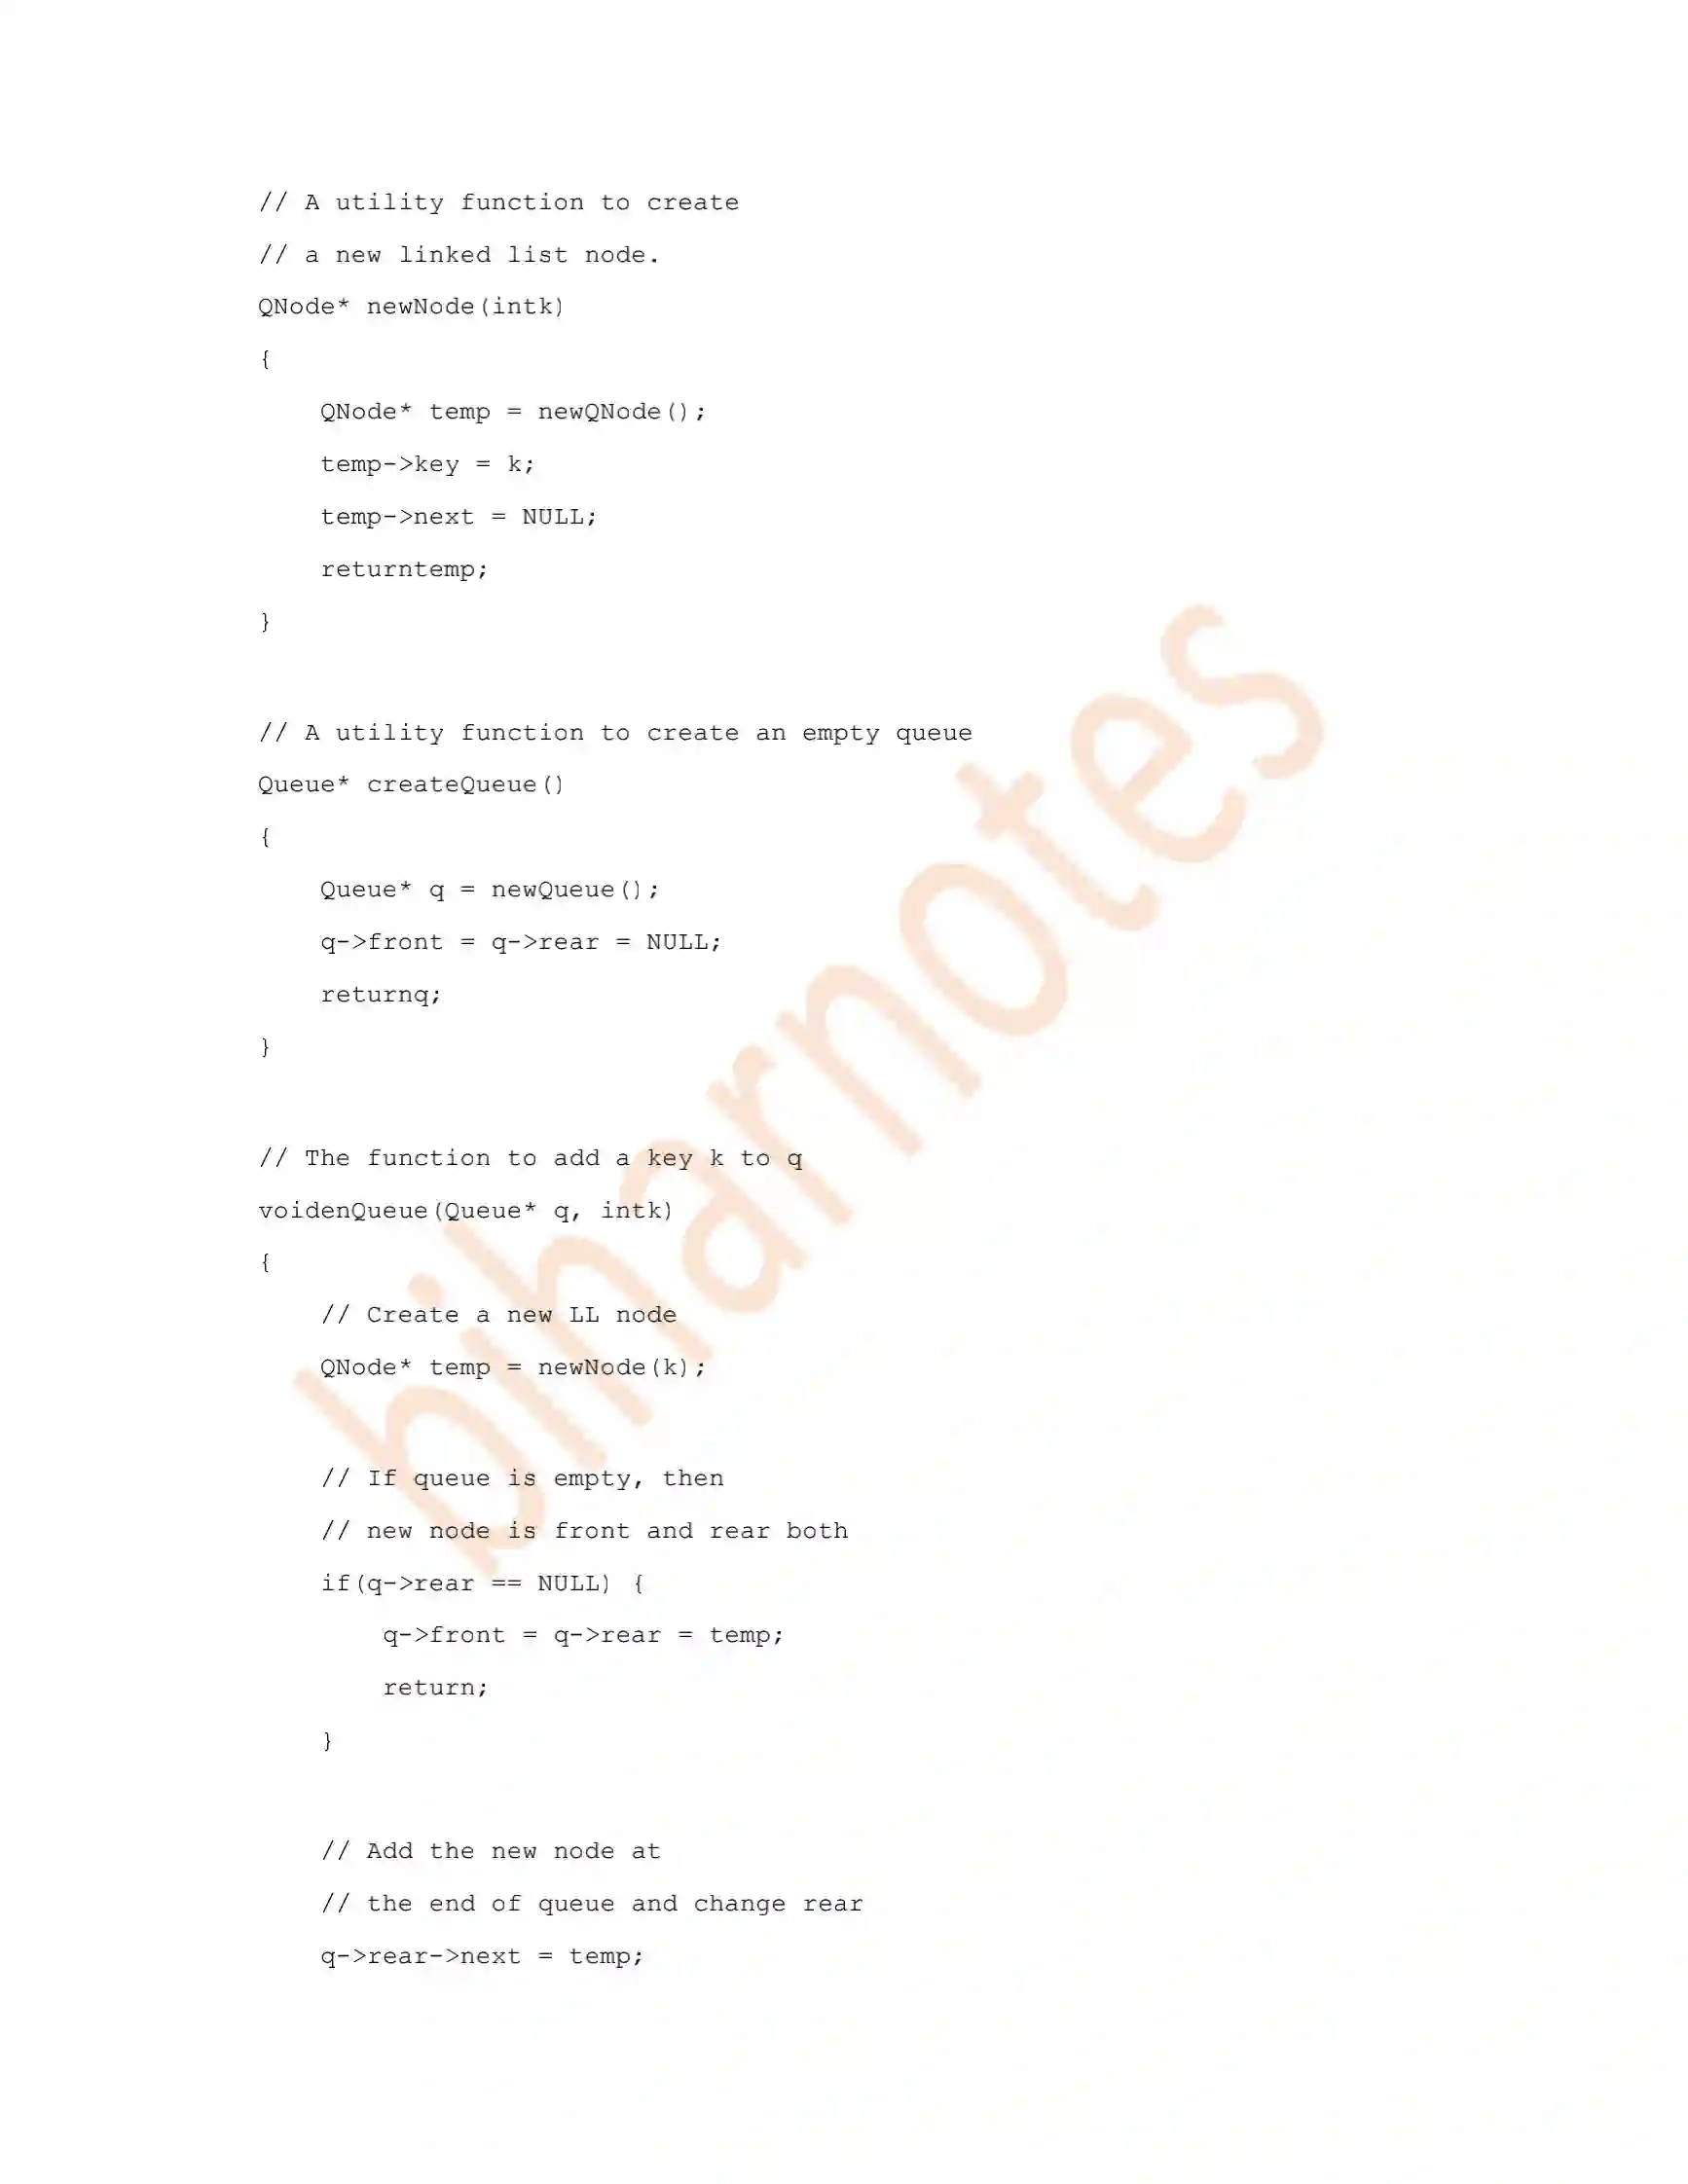 // A utility function to create
// a new linked list node.
QNode* newNode(intk)
{
    QNode* temp = newQNode();
    temp->key = k;
    temp->next = NULL;
    returntemp;
}
// A utility function to create an empty queue
Queue* createQueue()
{
    Queue* q = newQueue();
    q->front = q->rear = NULL;
    returnq;
}
// The function to add a key k to q
voidenQueue(Queue* q, intk)
{
    // Create a new LL node
    QNode* temp = newNode(k);
    // If queue is empty, then
    // new node is front and rear both
    if(q->rear == NULL) {
        q->front = q->rear = temp;
        return;
    }
    // Add the new node at
    // the end of queue and change rear
    q->rear->next = temp;
biharnotes